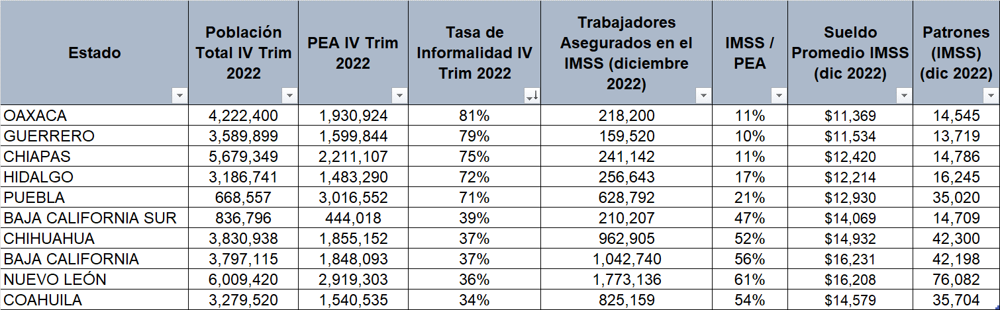 Estado Población Total IV Trim 2022 PEA IV Trim 2022 Tasa de Informalidad IV Trim 2022 Trabajadores Asegurados en el IMSS (diciembre 2022) IMSS / PEA Sueldo Promedio IMSS (dic 2022) Patrones (IMSS) (dic 2022)
OAXACA 4,222,400 1,930,924 81% 218,200 11% $11,369 14,545
GUERRERO 3,589,899 1,599,844 79% 159,520 10% $11,534 13,719
CHIAPAS 5,679,349 2,211,107 75% 241,142 11% $12,420 14,786
HIDALGO 3,186,741 1,483,290 72% 256,643 17% $12,214 16,245
PUEBLA 668,557 3,016,552 71% 628,792 21% $12,930 35,020
BAJA CALIFORNIA SUR 836,796 444,018 39% 210,207 47% $14,069 14,709
CHIHUAHUA 3,830,938 1,855,152 37% 962,905 52% $14,932 42,300
BAJA CALIFORNIA 3,797,115 1,848,093 37% 1,042,740 56% $16,231 42,198
NUEVO LEÓN 6,009,420 2,919,303 36% 1,773,136 61% $16,208 76,082
COAHUILA 3,279,520 1,540,535 34% 825,159 54% $14,579 35,704